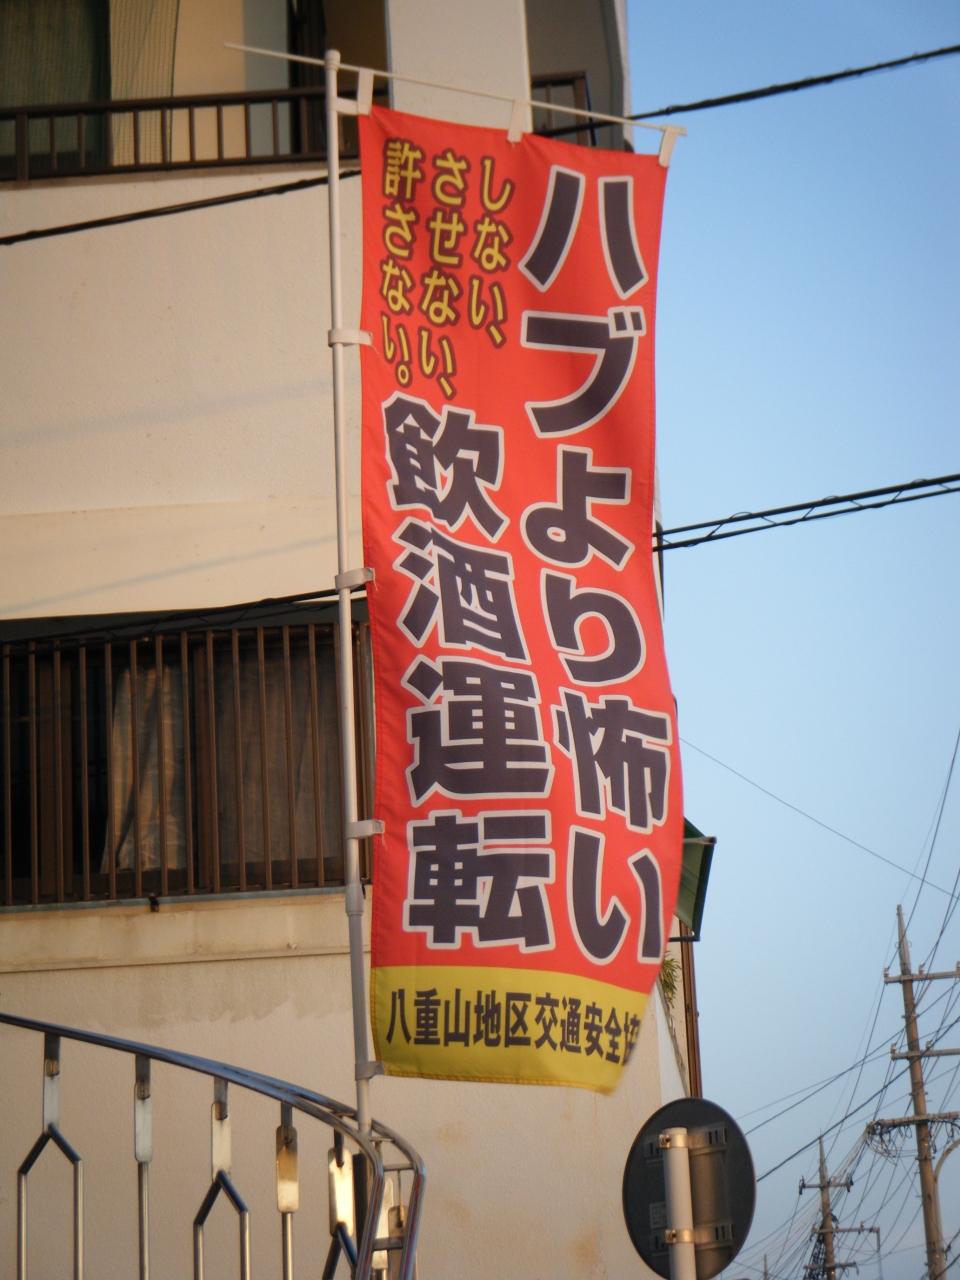 ハブより怖い
しない、
させない、
許さない。
飲酒運転
八重山地区交通安全協